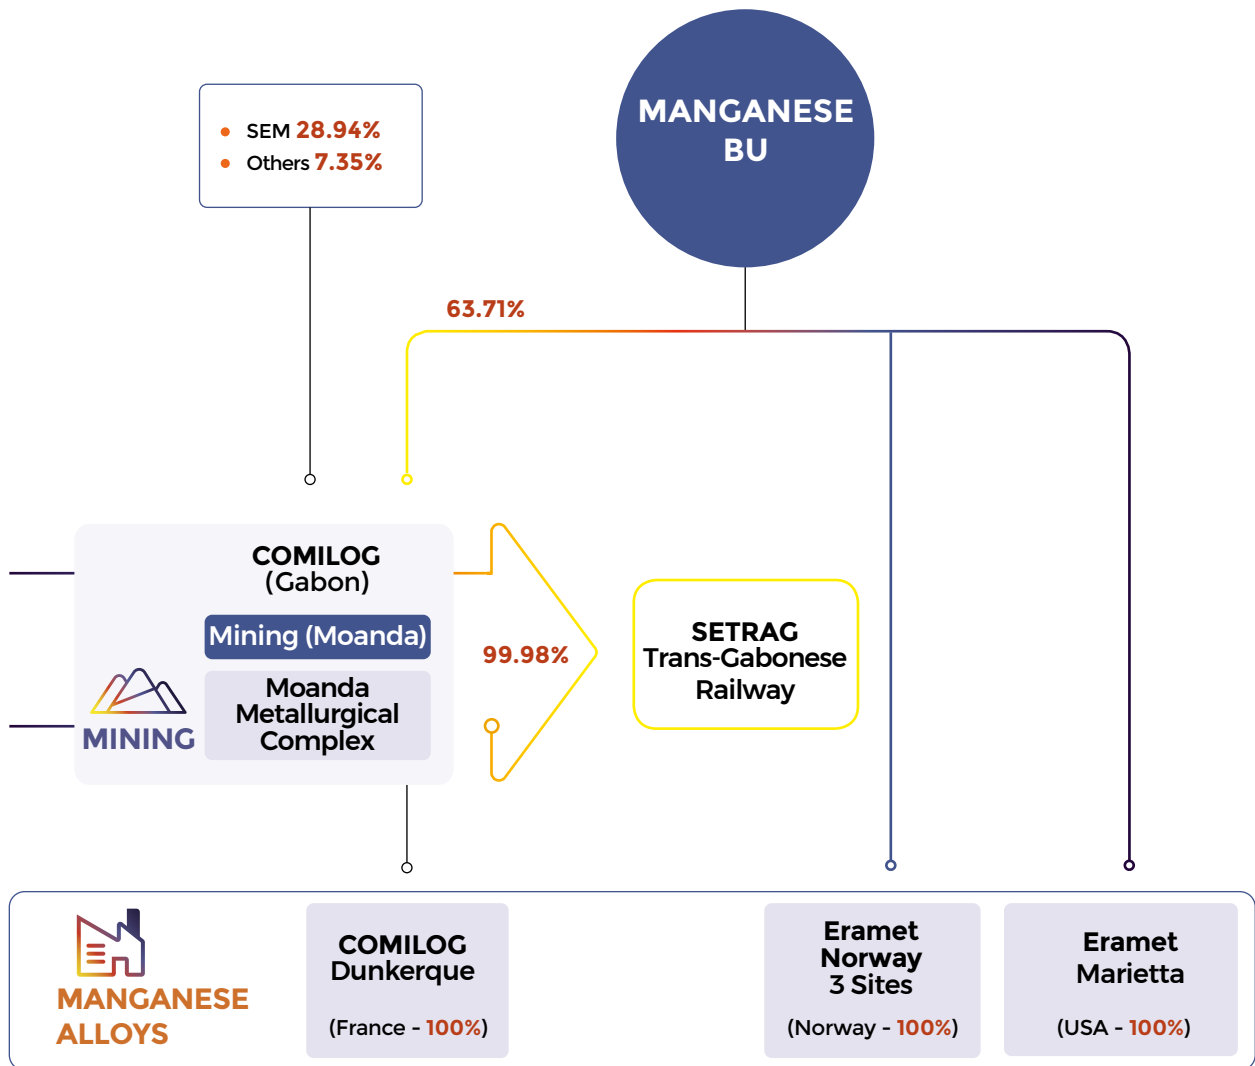 MANGANESE
BU
SEM 28.94%
Others 7.35%
63.71%
COMILOG
(Gabon)
Mining (Moanda)
Moanda
Metallurgical
Complex
MINING
99.98%
SETRAG
Trans-Gabonese
Railway
MANGANESE
ALLOYS
COMILOG
Dunkerque
(France - 100%)
Eramet
Norway
3 Sites
(Norway - 100%)
Eramet
Marietta
(USA - 100%)